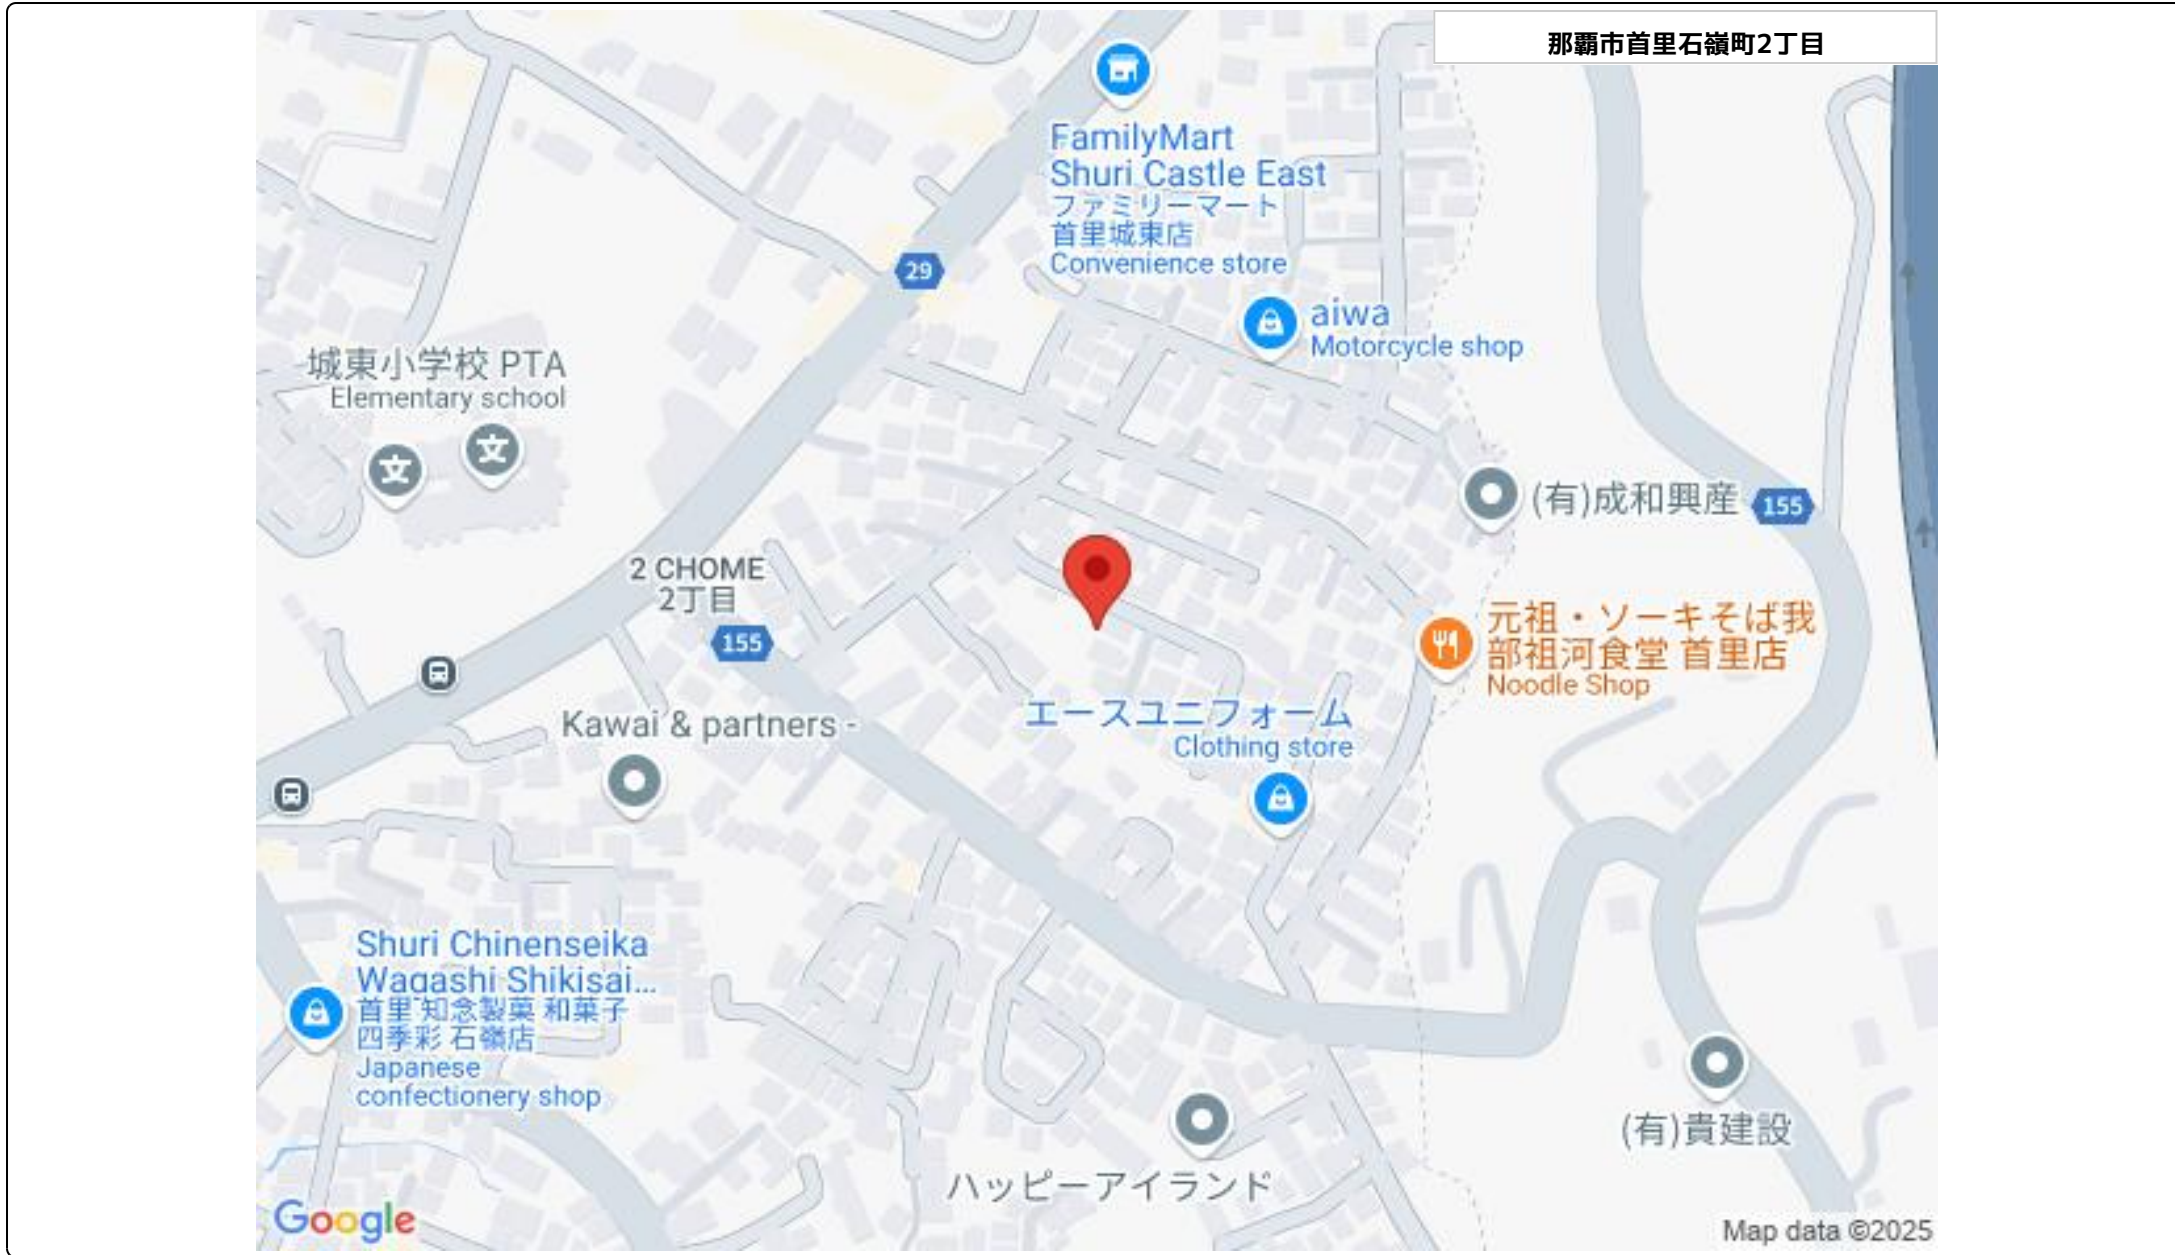 那覇市首里石嶺町2丁目
FamilyMart
Shuri Castle East
ファミリーマート
首里城東店
Convenience store
29
aiwa
Motorcycle shop
城東小学校 PTA
Elementary school
文
文
(有)成和興産
155
2 CHOME
2丁目
155
元祖・ソーキそば我
部祖河食堂 首里店
Noodle Shop
Kawai & partners -
エースユニフォーム
Clothing store
Shuri Chinenseika
Wagashi Shikisai...
首里 知念製菓 和菓子
四季彩 石嶺店
Japanese
confectionery shop
(有)貴建設
ハッピーアイランド
Google
Map data ©2025